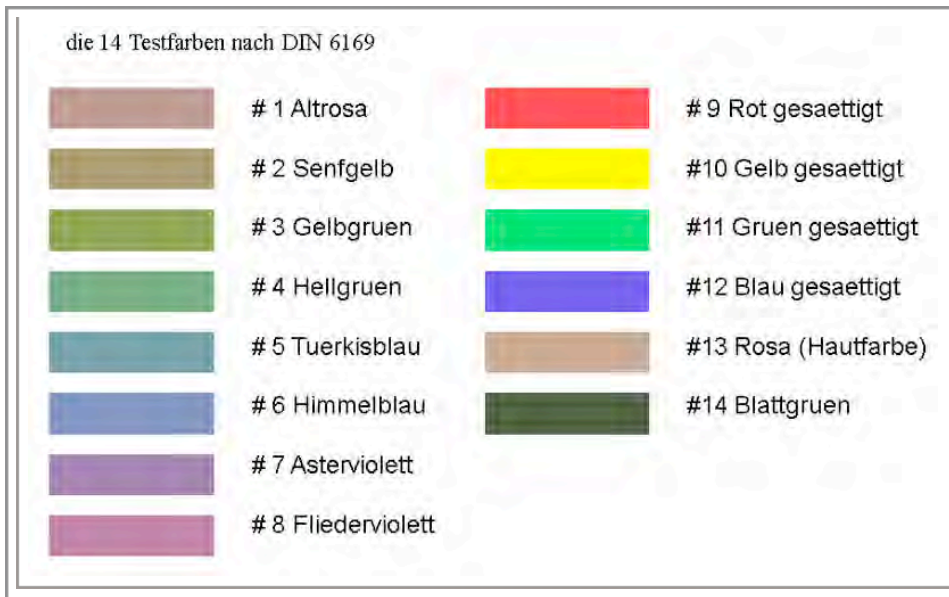 die 14 Testfarben nach DIN 6169
# 1 Altrosa
# 2 Senfgelb
# 3 Gelbgruen
# 4 Hellgruen
# 5 Tuerkisblau
# 6 Himmelblau
# 7 Asterviolett
# 8 Fliederviolett
# 9 Rot gesaettigt
#10 Gelb gesaettigt
#11 Gruen gesaettigt
#12 Blau gesaettigt
#13 Rosa (Hautfarbe)
#14 Blattgruen